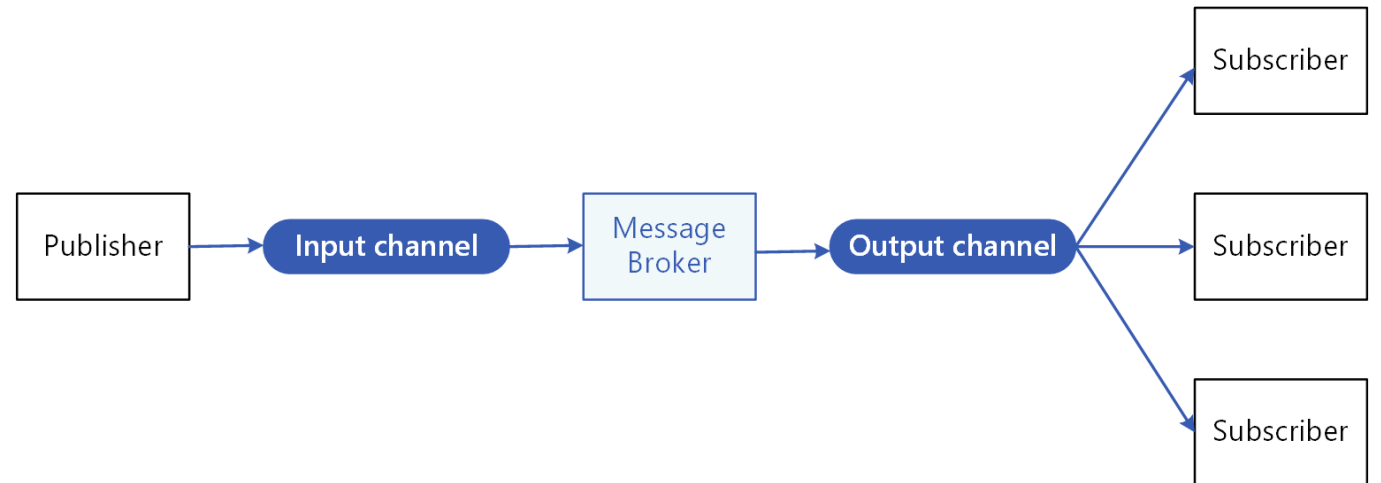 Subscriber
Publisher
Input channel
Message
Broker
Output channel
Subscriber
Subscriber